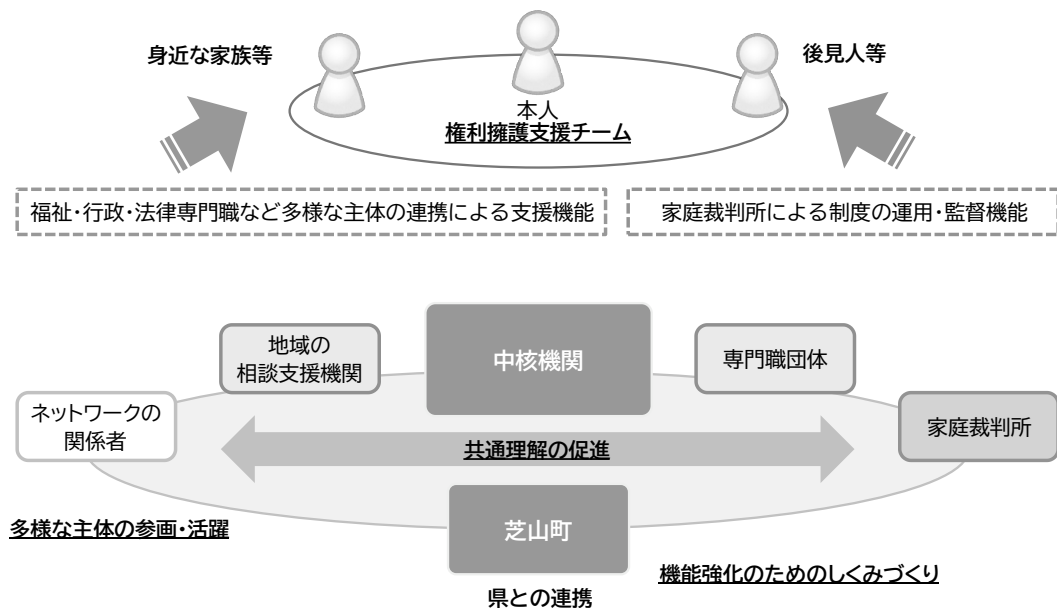 身近な家族等
後見人等
本人
権利擁護支援チーム
福祉・行政・法律専門職など多様な主体の連携による支援機能
家庭裁判所による制度の運用・監督機能
地域の
相談支援機関
中核機関
専門職団体
ネットワークの
関係者
家庭裁判所
共通理解の促進
多様な主体の参画・活躍
芝山町
機能強化のためのしくみづくり
県との連携